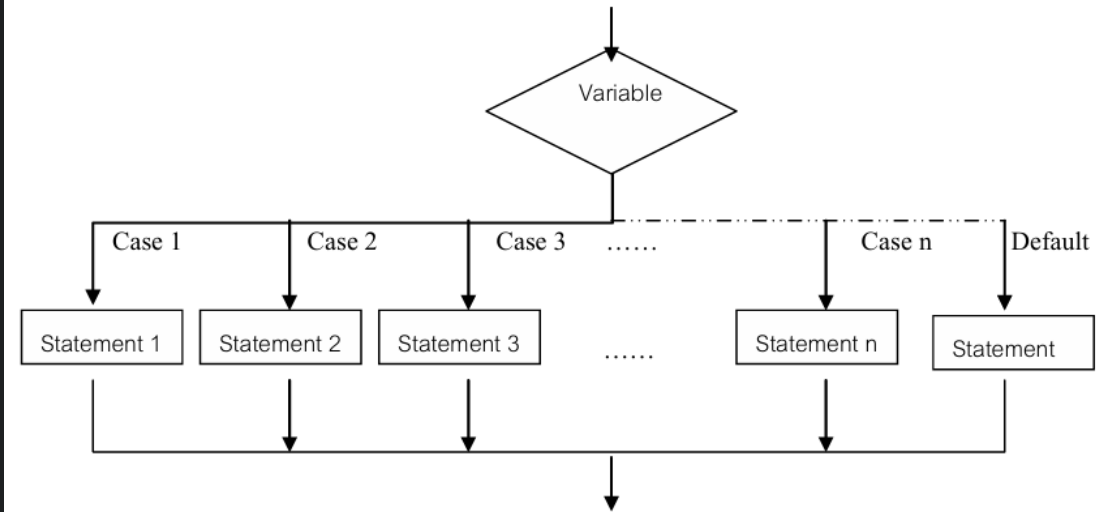 Variable
Case 1 Case 2 Case 3 ...... Case n Default
Statement 1 Statement 2 Statement 3 ...... Statement n Statement